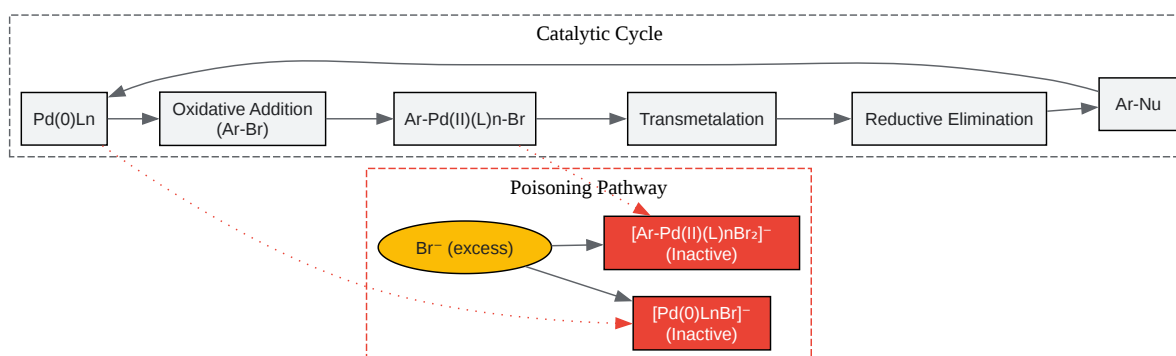 Catalytic Cycle
Pd(0)Ln
Oxidative Addition
(Ar-Br)
Ar-Pd(II)(L)n-Br
Transmetalation
Reductive Elimination
Ar-Nu
Poisoning Pathway
Br⁻ (excess)
[Ar-Pd(II)(L)nBr₂]⁻
(Inactive)
[Pd(0)LnBr]⁻
(Inactive)